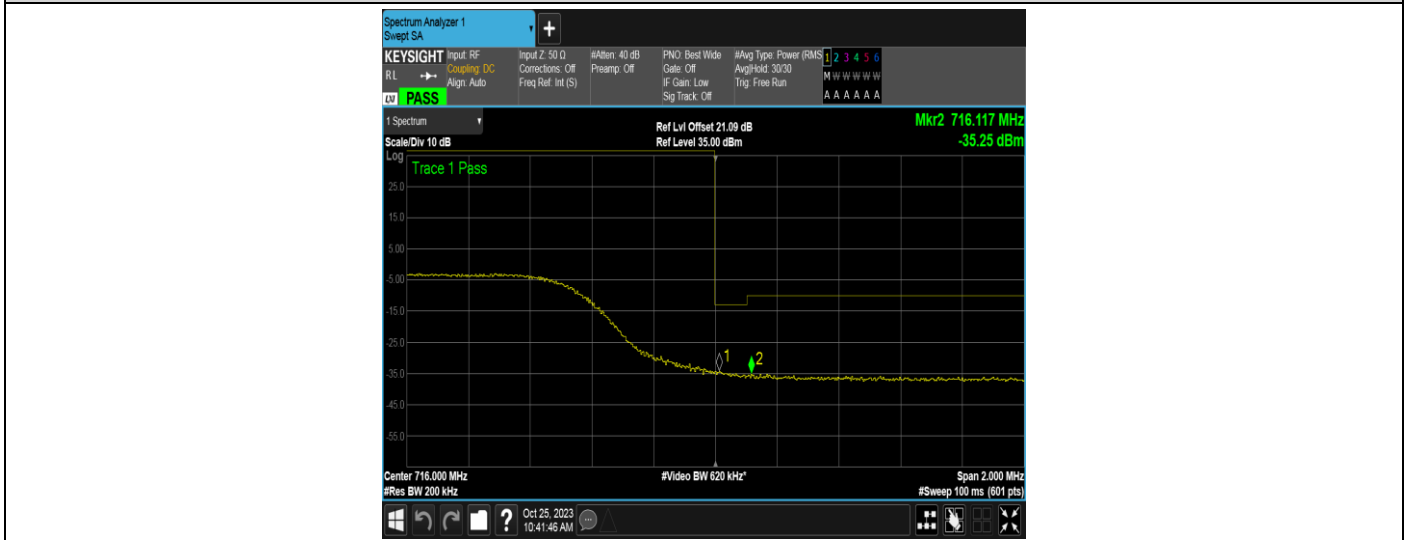 Spectrum Analyzer 1
Swept SA
+
KEYSIGHT Input: RF Input Z: 50 Ω #Atten: 40 dB PNO: Best Wide #Avg Type: Power (RMS 1 2 3 4 5 6
RL Coupling: DC Corrections: Off Preamp: Off Gate: Off Avg|Hold: 30/30 M W W W W W
Align: Auto Freq Ref: Int (S) IF Gain: Low Trig: Free Run
LXI PASS Sig Track: Off A A A A A A
1 Spectrum Ref Lvl Offset 21.09 dB Mkr2 716.117 MHz
Scale/Div 10 dB Ref Level 35.00 dBm -35.25 dBm
Log
Trace 1 Pass
25.0
15.0
5.00
-5.00
-15.0
-25.0
1 2
-35.0
-45.0
-55.0
Center 716.000 MHz #Video BW 620 kHz* Span 2.000 MHz
#Res BW 200 kHz #Sweep 100 ms (601 pts)
? Oct 25, 2023
10:41:46 AM